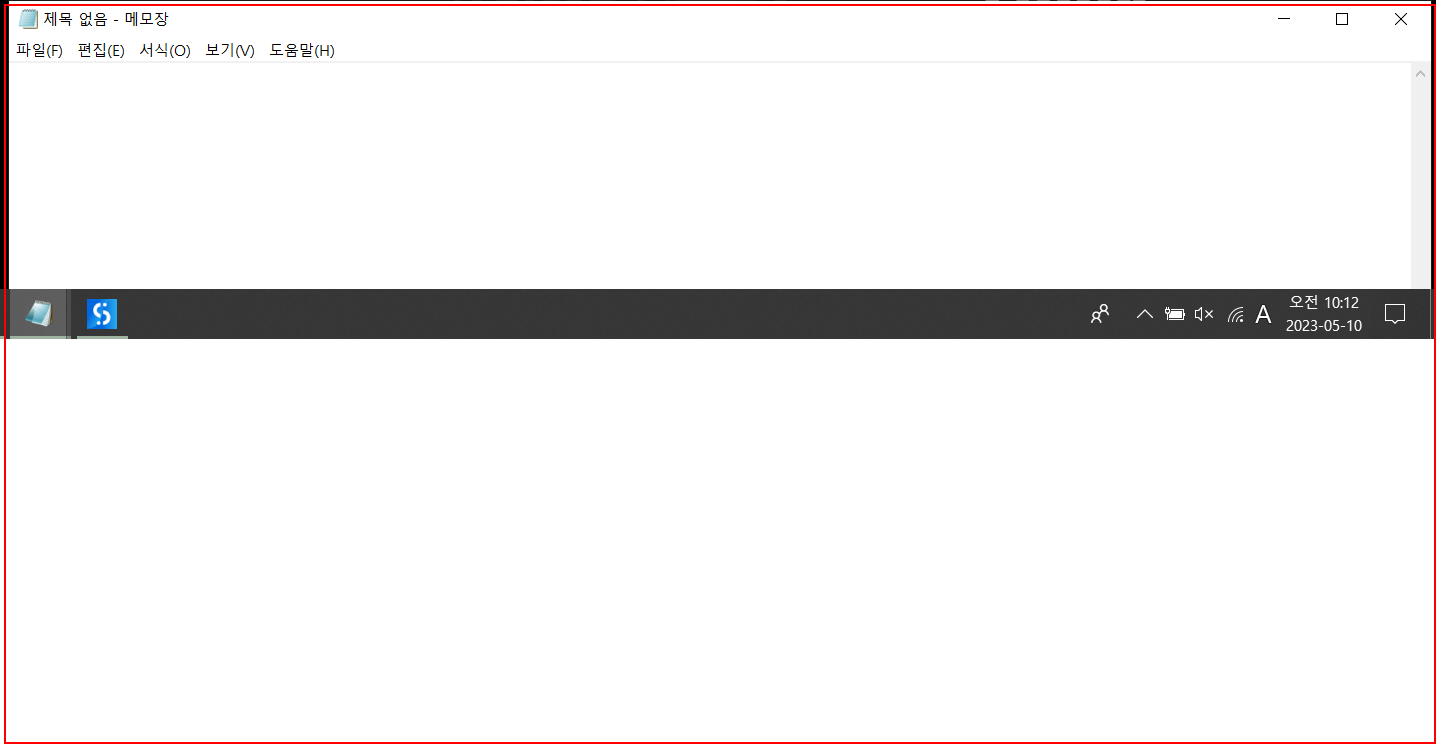 제목 없음 - 메모장
파일(F) 편집(E) 서식(O) 보기(V) 도움말(H)
A
오전 10:12
2023-05-10